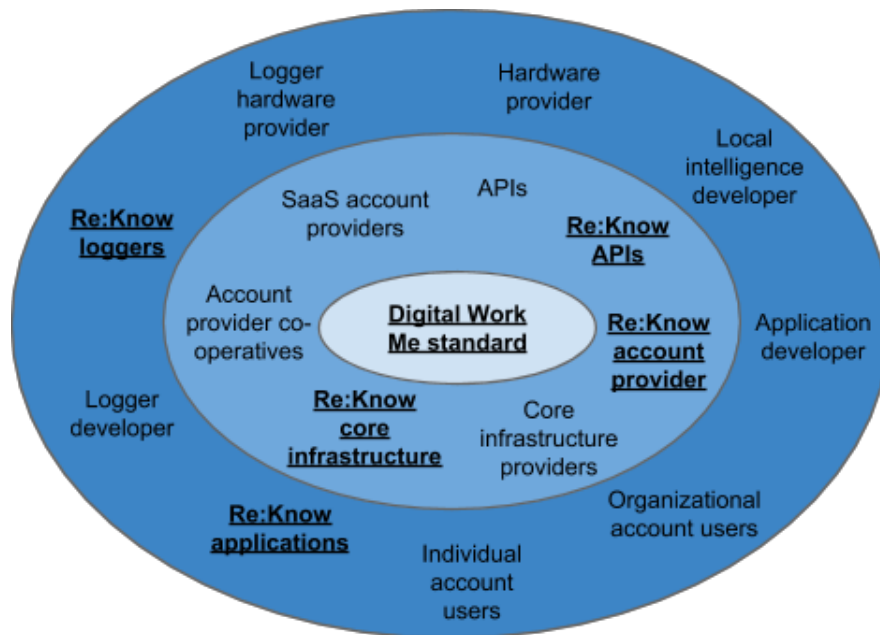 Logger
hardware
provider
Hardware
provider
Local
intelligence
developer
SaaS account
providers
APIs
Re:Know
loggers
Re:Know
APIs
Account
provider co-
operatives
Digital Work
Me standard
Re:Know
account
provider
Application
developer
Logger
developer
Re:Know
core
infrastructure
Core
infrastructure
providers
Re:Know
applications
Individual
account
users
Organizational
account users